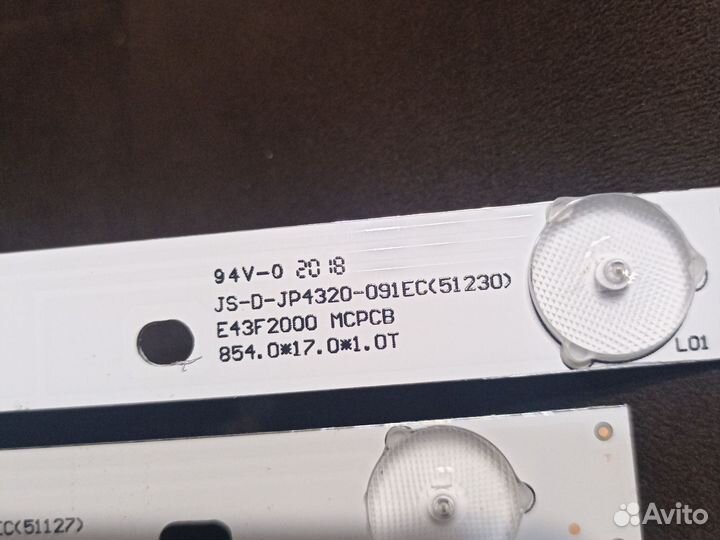 94V-0 2018
JS-D-JP4320-091EC(51230)
E43F2000 MCPCB
854.0*17.0*1.0T
L01
EC(51127)
Avito